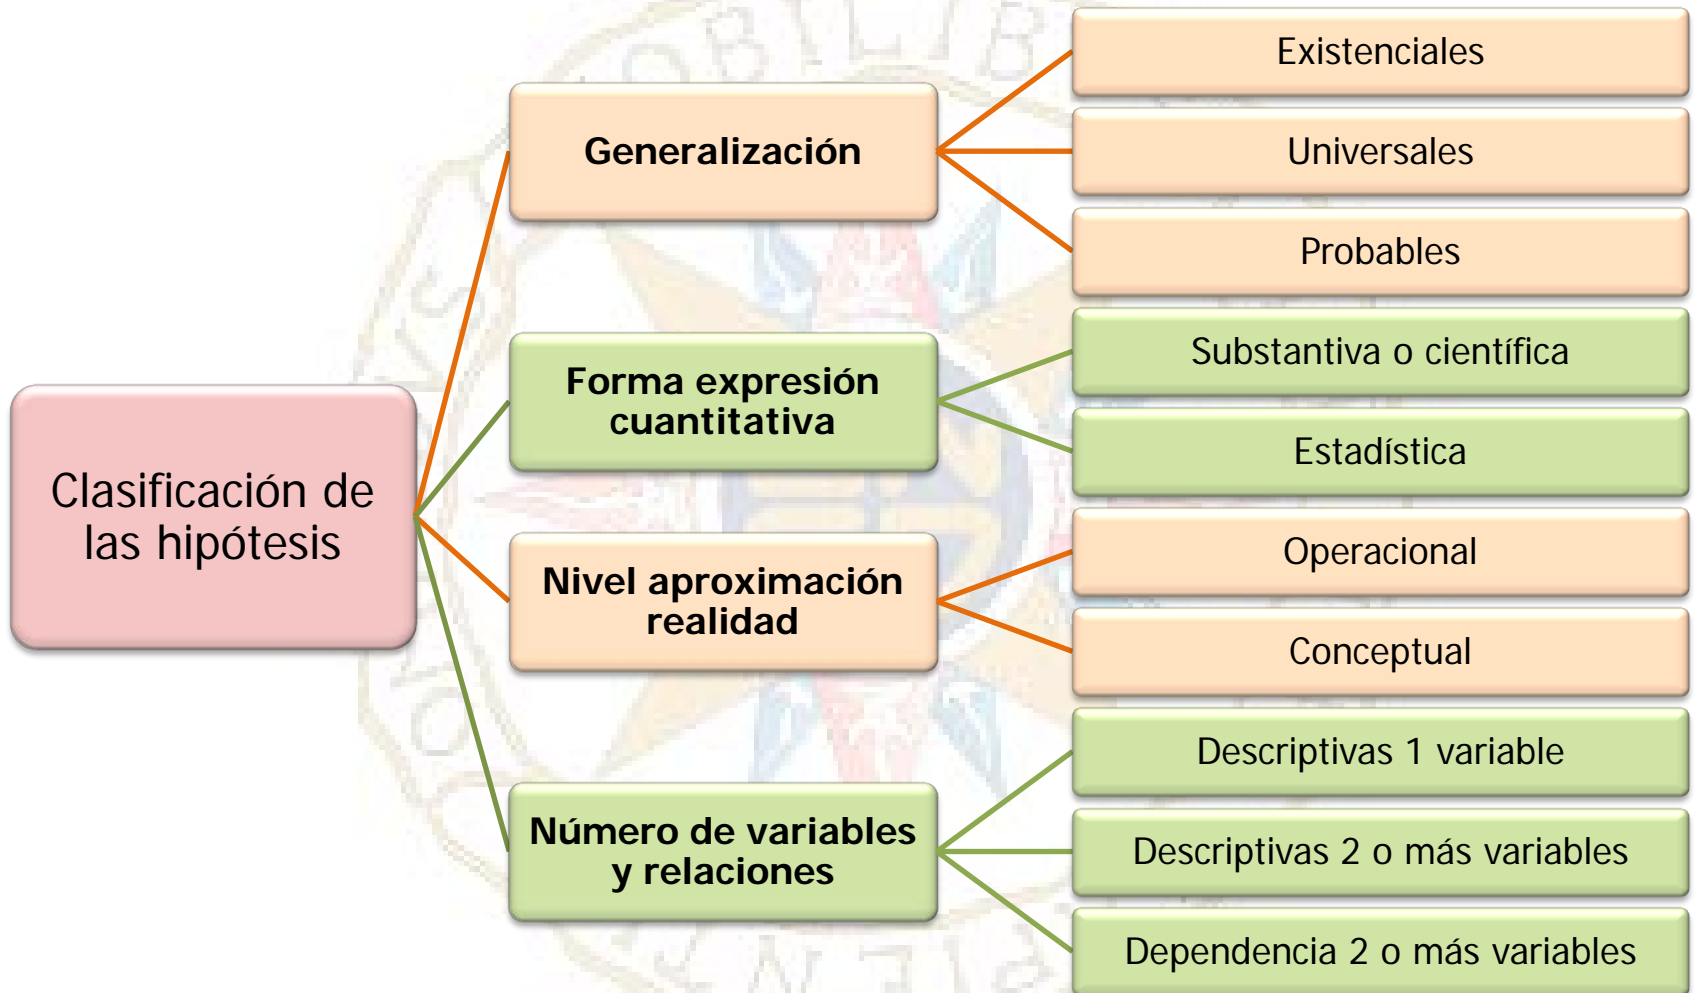 Clasificación de
las hipótesis
Generalización
Existenciales
Universales
Probables
Forma expresión
cuantitativa
Substantiva o científica
Estadística
Nivel aproximación
realidad
Operacional
Conceptual
Número de variables
y relaciones
Descriptivas 1 variable
Descriptivas 2 o más variables
Dependencia 2 o más variables